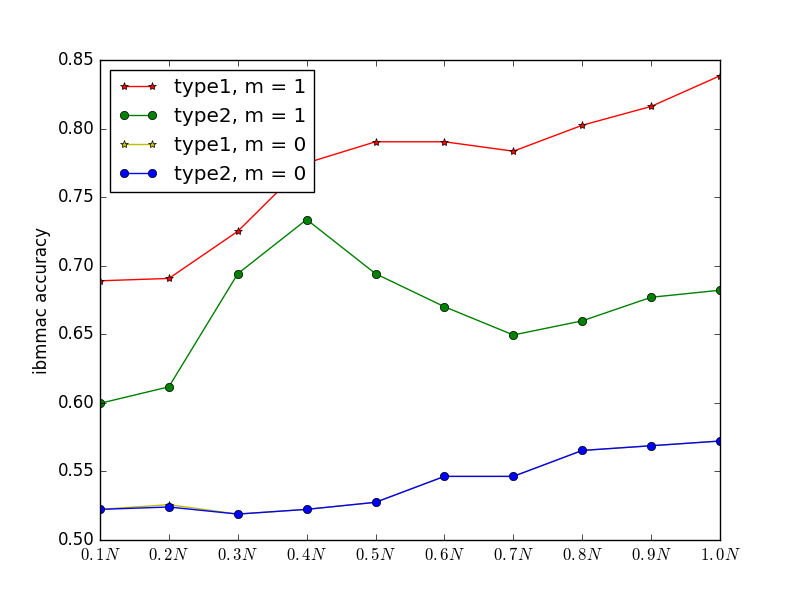 0.85
type1, m = 1
type2, m = 1
type1, m = 0
type2, m = 0
0.80
0.75
0.70
0.65
0.60
0.55
0.50
ibmmac accuracy
0.1N 0.2N 0.3N 0.4N 0.5N 0.6N 0.7N 0.8N 0.9N 1.0N